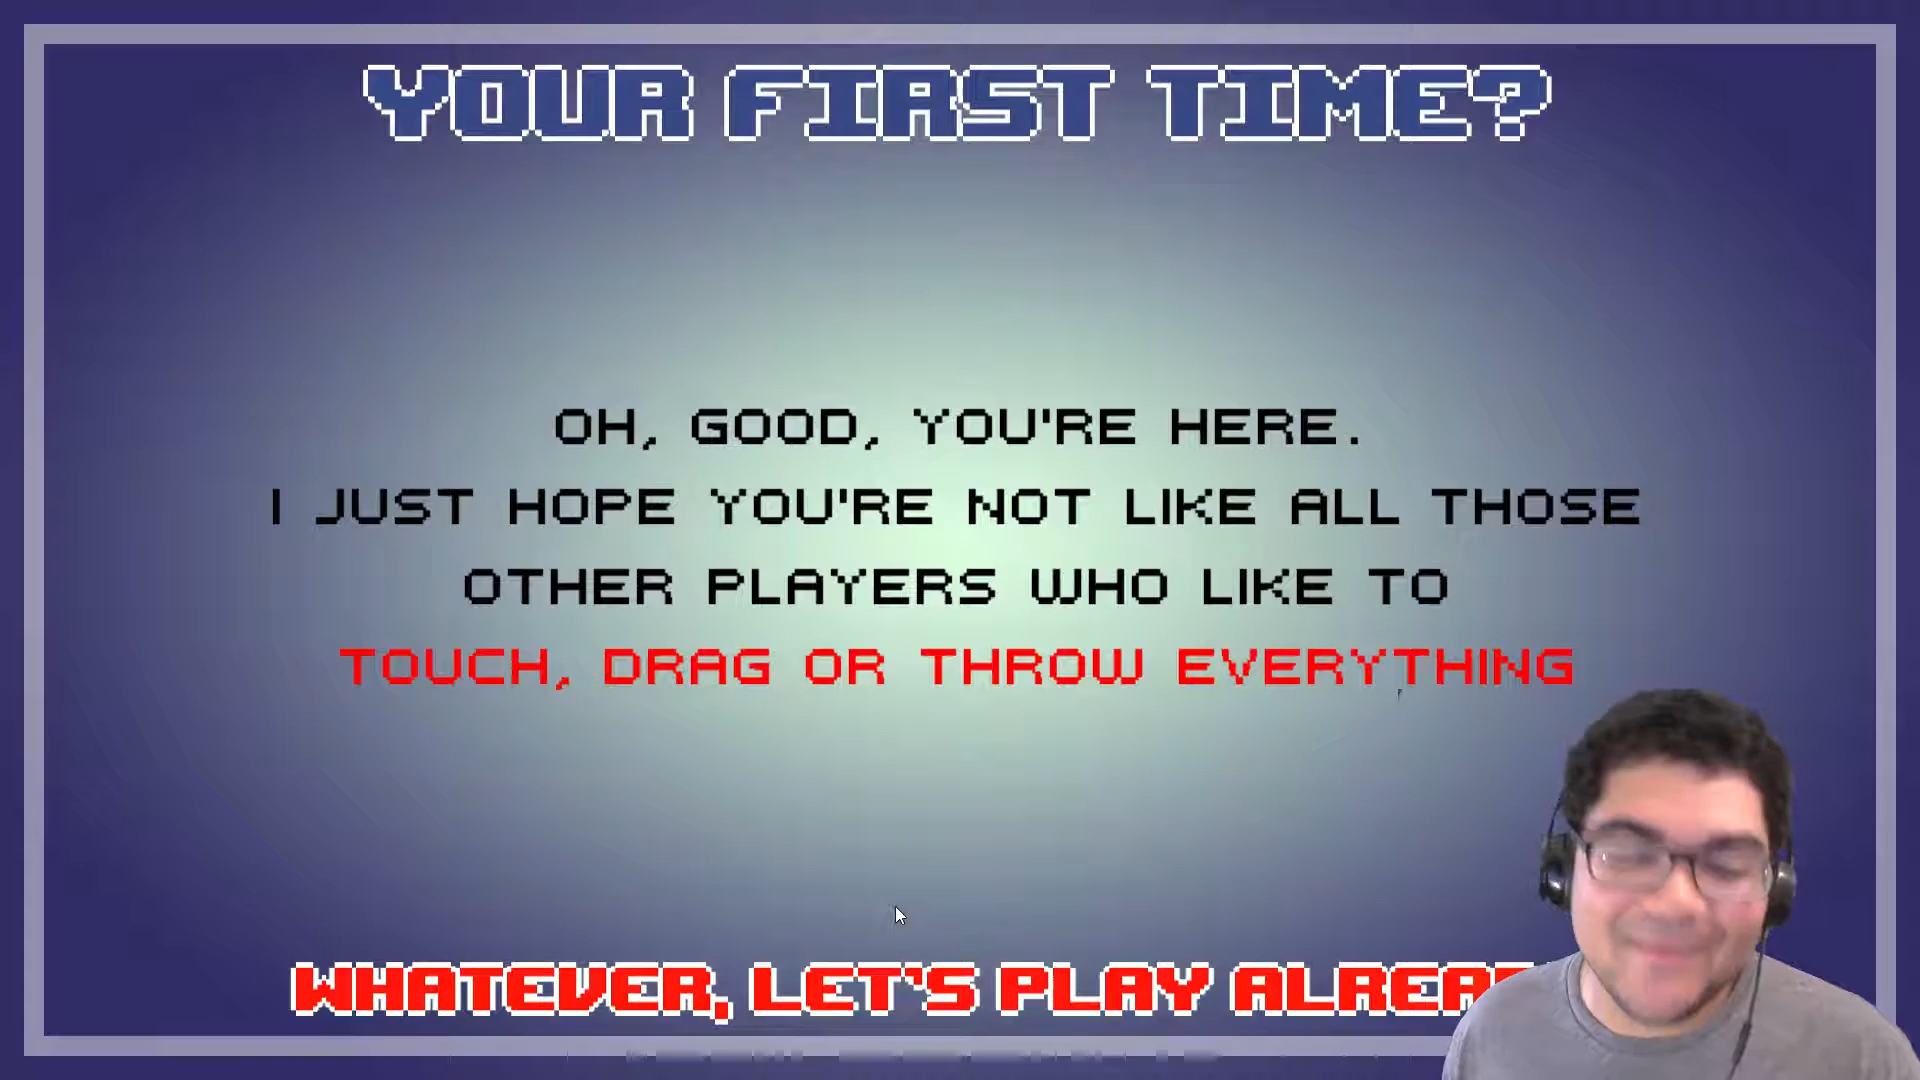 YOUR FIRST TIME?
OH, GOOD, YOU'RE HERE.
I JUST HOPE YOU'RE NOT LIKE ALL THOSE
OTHER PLAYERS WHO LIKE TO
TOUCH, DRAG OR THROW EVERYTHING
WHATEVER, LET'S PLAY